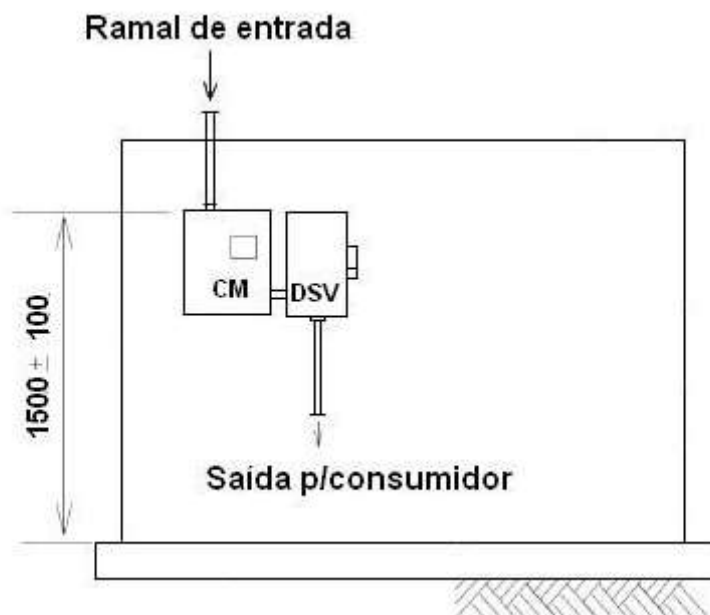 Ramal de entrada
CM
DSV
1500 ± 100
Saída p/consumidor